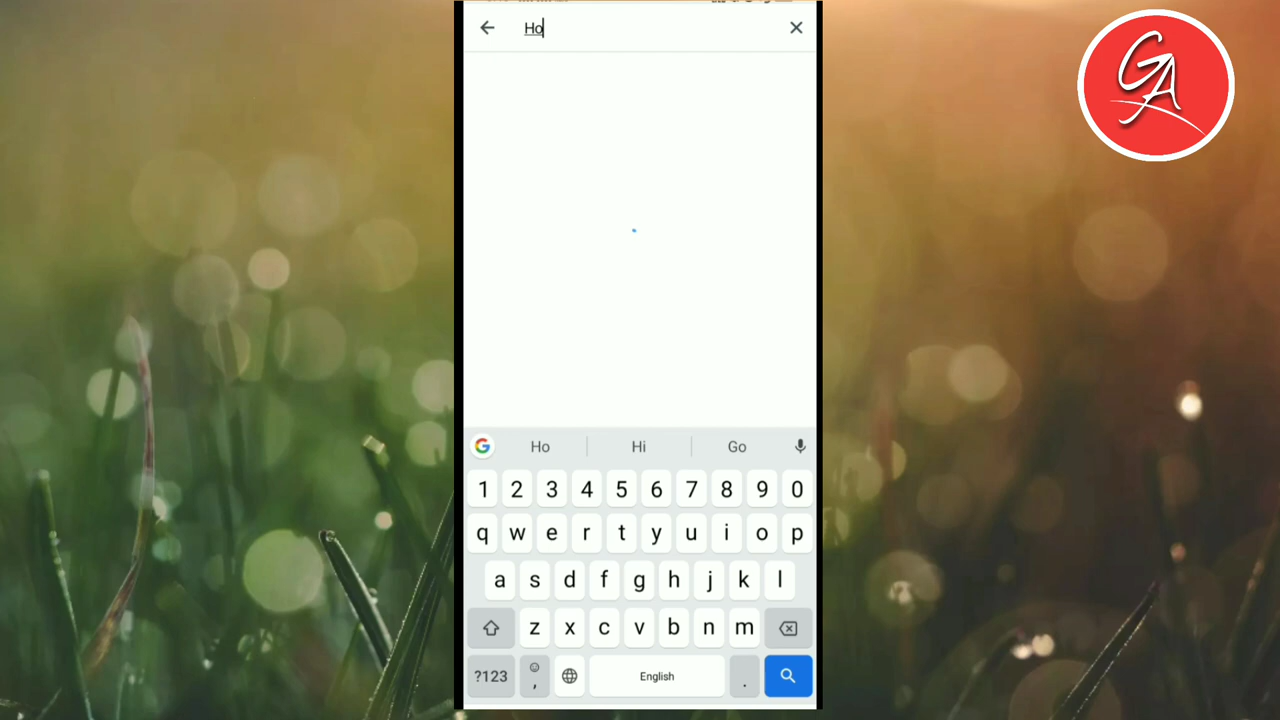 Ho
GA
Ho Hi Go
1 2 3 4 5 6 7 8 9 0
q w e r t y u i o p
a s d f g h j k l
z x c v b n m
?123 , English .